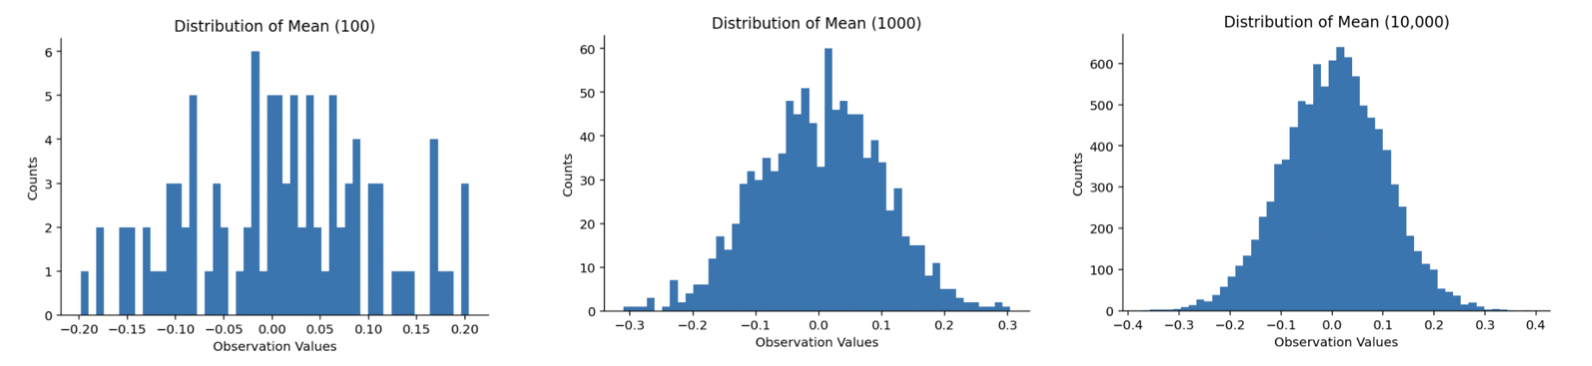 Distribution of Mean (100)
6
5
4
3
2
1
0
Counts
−0.20 −0.15 −0.10 −0.05 0.00 0.05 0.10 0.15 0.20
Observation Values
Distribution of Mean (1000)
60
50
40
30
20
10
0
Counts
−0.3 −0.2 −0.1 0.0 0.1 0.2 0.3
Observation Values
Distribution of Mean (10,000)
600
500
400
300
200
100
0
Counts
−0.4 −0.3 −0.2 −0.1 0.0 0.1 0.2 0.3 0.4
Observation Values